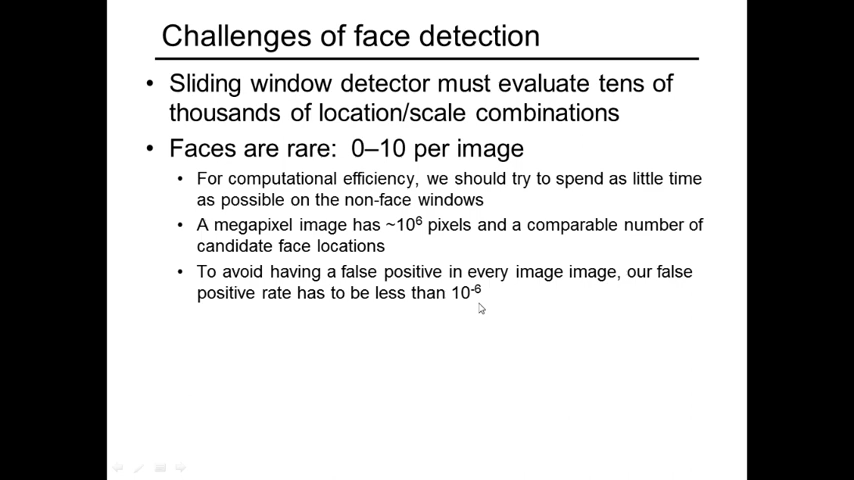 Challenges of face detection
• Sliding window detector must evaluate tens of
thousands of location/scale combinations
• Faces are rare: 0–10 per image
• For computational efficiency, we should try to spend as little time
as possible on the non-face windows
• A megapixel image has ~10⁶ pixels and a comparable number of
candidate face locations
• To avoid having a false positive in every image image, our false
positive rate has to be less than 10⁻⁶